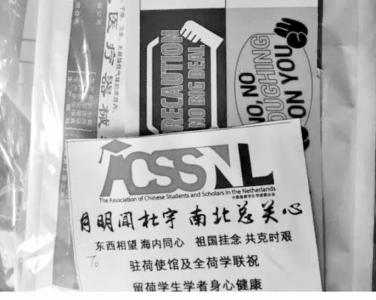 医疗器械
PRECAUTION
NO BIG DEAL
NO, NO
COUGHING
ON YOU
ACSSNL
The Association of Chinese Students and Scholars in the Netherlands
月明闻杜宇 南北总关心
东西相望 海内同心 祖国挂念 共克时艰
To
驻荷使馆及全荷学联祝
留荷学生学者身心健康